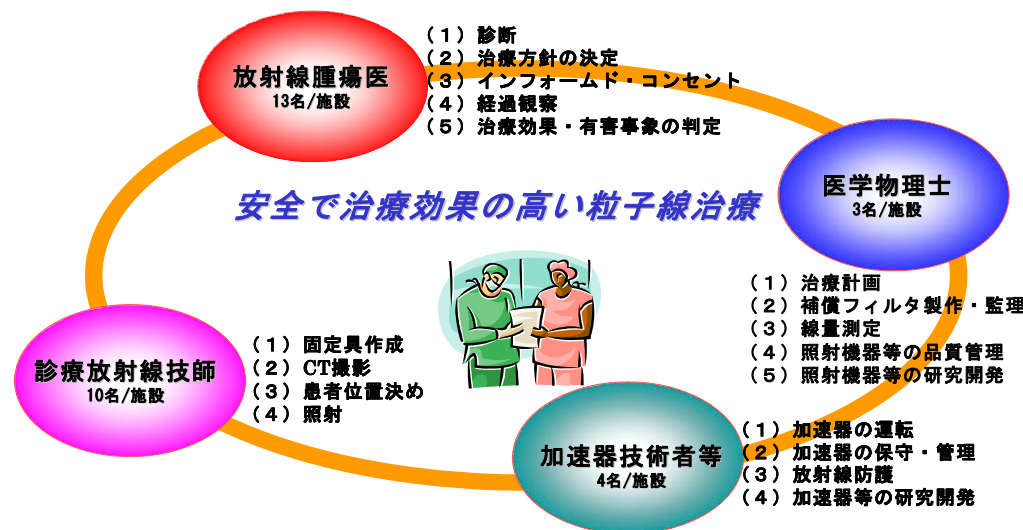 放射線腫瘍医
13名/施設
（１）診断
（２）治療方針の決定
（３）インフォームド・コンセント
（４）経過観察
（５）治療効果・有害事象の判定
医学物理士
3名/施設
安全で治療効果の高い粒子線治療
（１）治療計画
（２）補償フィルタ製作・監理
（３）線量測定
（４）照射機器等の品質管理
（５）照射機器等の研究開発
診療放射線技師
10名/施設
（１）固定具作成
（２）CT撮影
（３）患者位置決め
（４）照射
加速器技術者等
4名/施設
（１）加速器の運転
（２）加速器の保守・管理
（３）放射線防護
（４）加速器等の研究開発